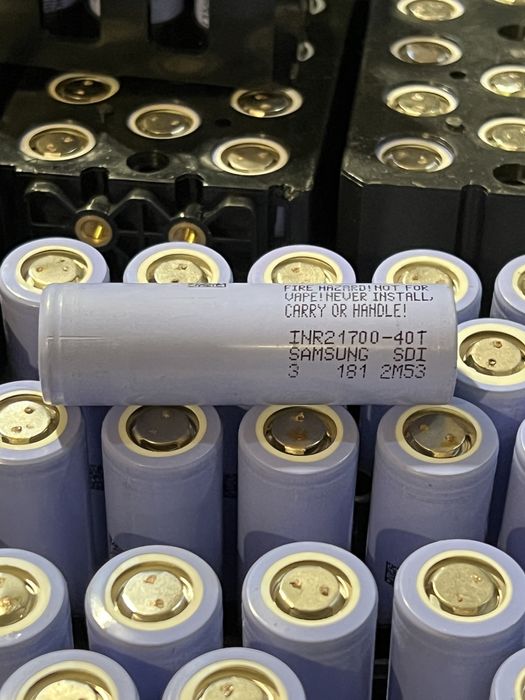 FIRE HAZARD!NOT FOR
VAPE!NEVER INSTALL,
CARRY OR HANDLE!
INR21700-40T
SAMSUNG SDI
3 181 2M53